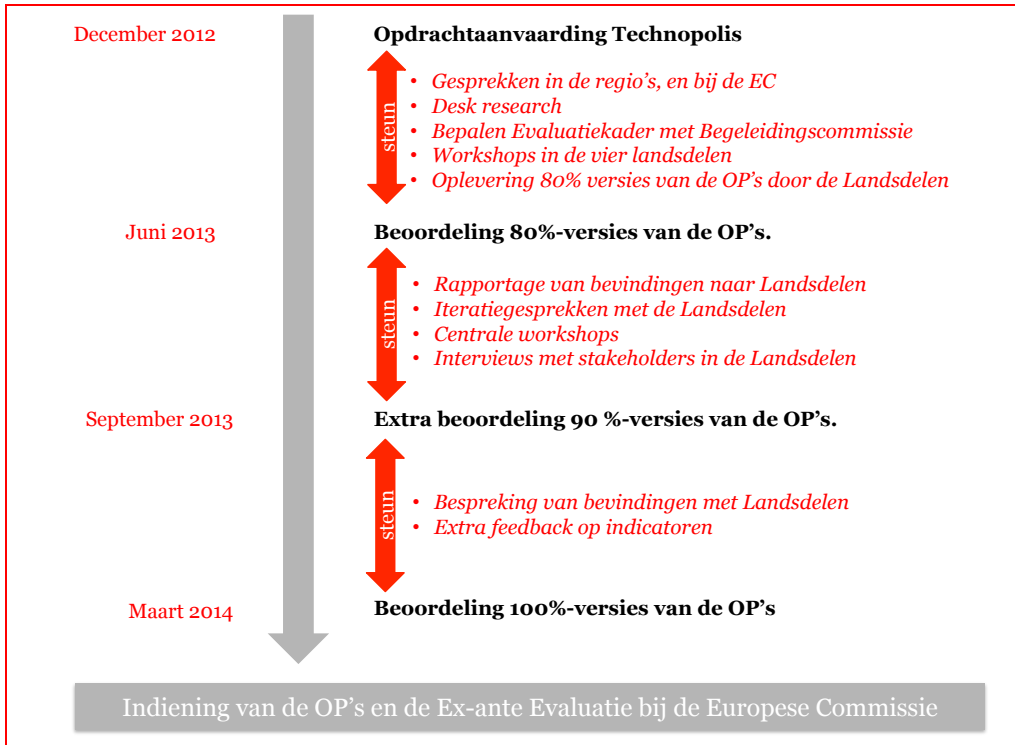 December 2012
Opdrachtaanvaarding Technopolis
steun
• Gesprekken in de regio's, en bij de EC
• Desk research
• Bepalen Evaluatiekader met Begeleidingscommissie
• Workshops in de vier landsdelen
• Oplevering 80% versies van de OP's door de Landsdelen
Juni 2013
Beoordeling 80%-versies van de OP's.
steun
• Rapportage van bevindingen naar Landsdelen
• Iteratiegesprekken met de Landsdelen
• Centrale workshops
• Interviews met stakeholders in de Landsdelen
September 2013
Extra beoordeling 90 %-versies van de OP's.
steun
• Bespreking van bevindingen met Landsdelen
• Extra feedback op indicatoren
Maart 2014
Beoordeling 100%-versies van de OP's
Indiening van de OP's en de Ex-ante Evaluatie bij de Europese Commissie